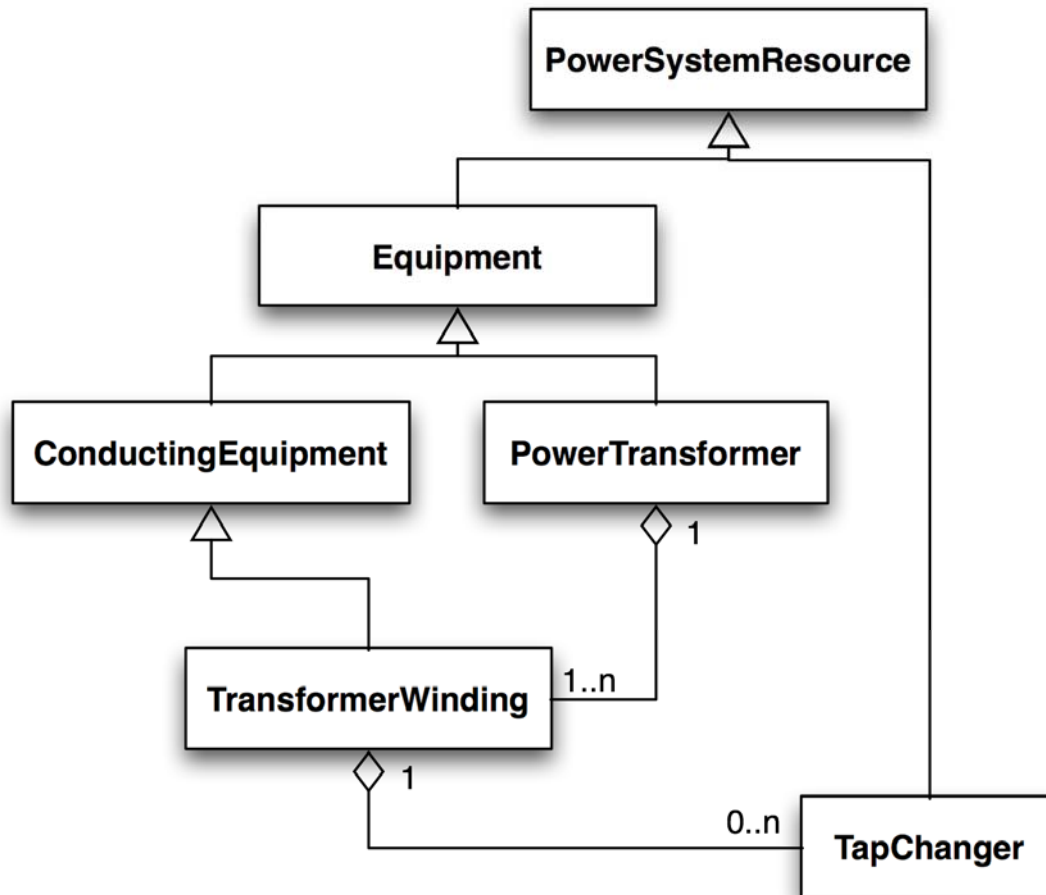 PowerSystemResource
Equipment
ConductingEquipment
PowerTransformer
1
TransformerWinding
1..n
1
0..n
TapChanger